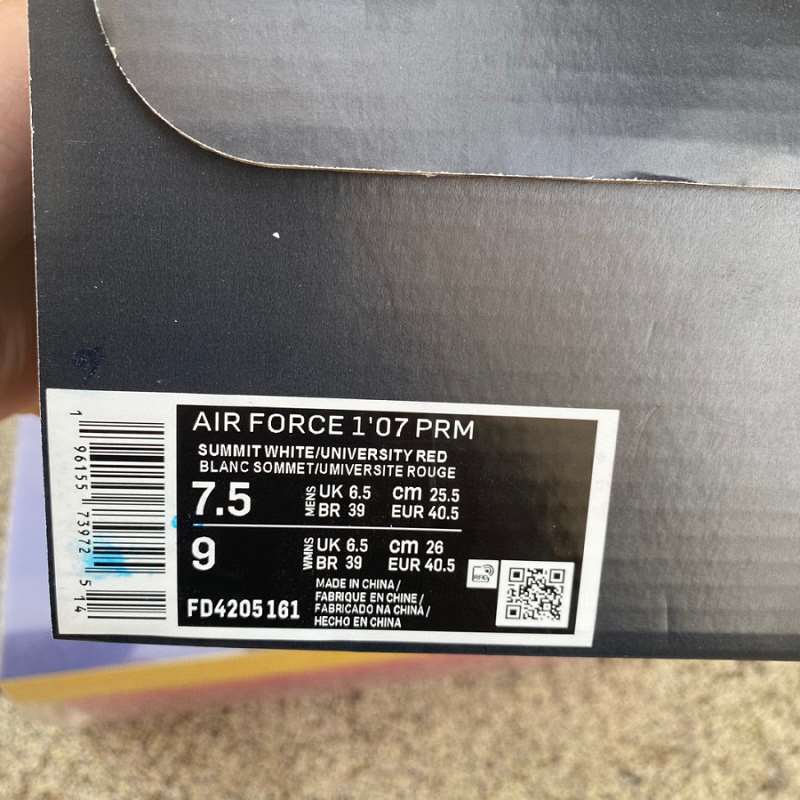 AIR FORCE 1'07 PRM
SUMMIT WHITE/UNIVERSITY RED
BLANC SOMMET/UMIVERSITE ROUGE
7.5 MENS UK 6.5 cm 25.5
BR 39 EUR 40.5
9 WMNS UK 6.5 cm 26
BR 39 EUR 40.5
FD4205161
MADE IN CHINA /
FABRIQUE EN CHINE /
FABRICADO NA CHINA /
HECHO EN CHINA
RFID
1 96155 73972 514